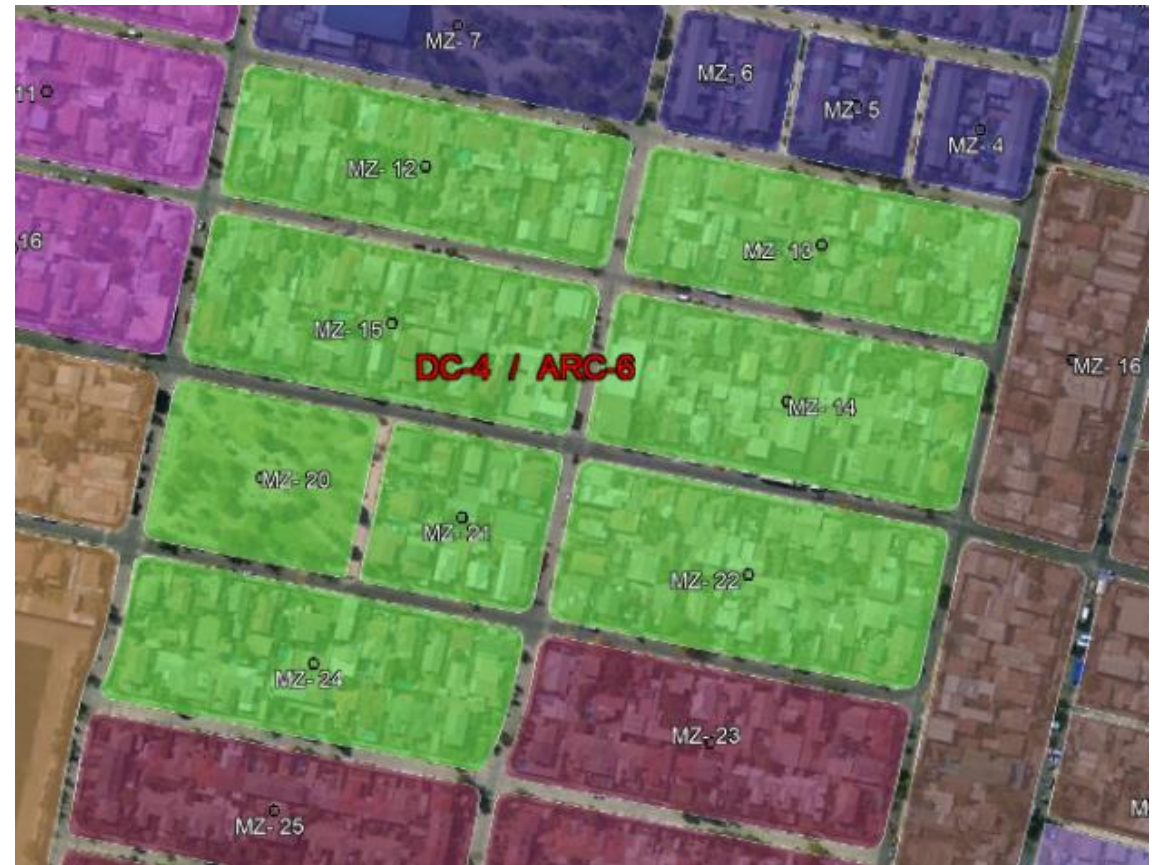 MZ- 7
MZ- 6
MZ- 5
MZ- 4
11
MZ- 12
MZ- 13
16
MZ- 15
DC-4 / ARC-6
MZ- 16
MZ- 14
MZ- 20
MZ- 21
MZ- 22
MZ- 24
MZ- 23
MZ- 25
M